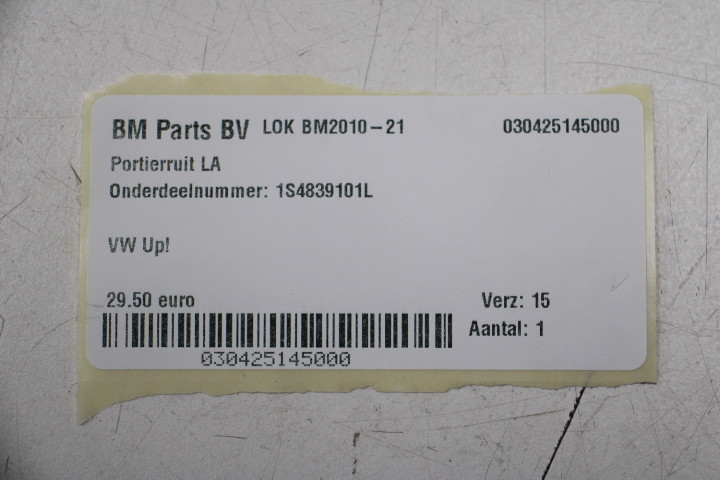 BM Parts BV LOK BM2010-21 030425145000
Portierruit LA
Onderdeelnummer: 1S4839101L
VW Up!
29.50 euro Verz: 15
Aantal: 1
030425145000